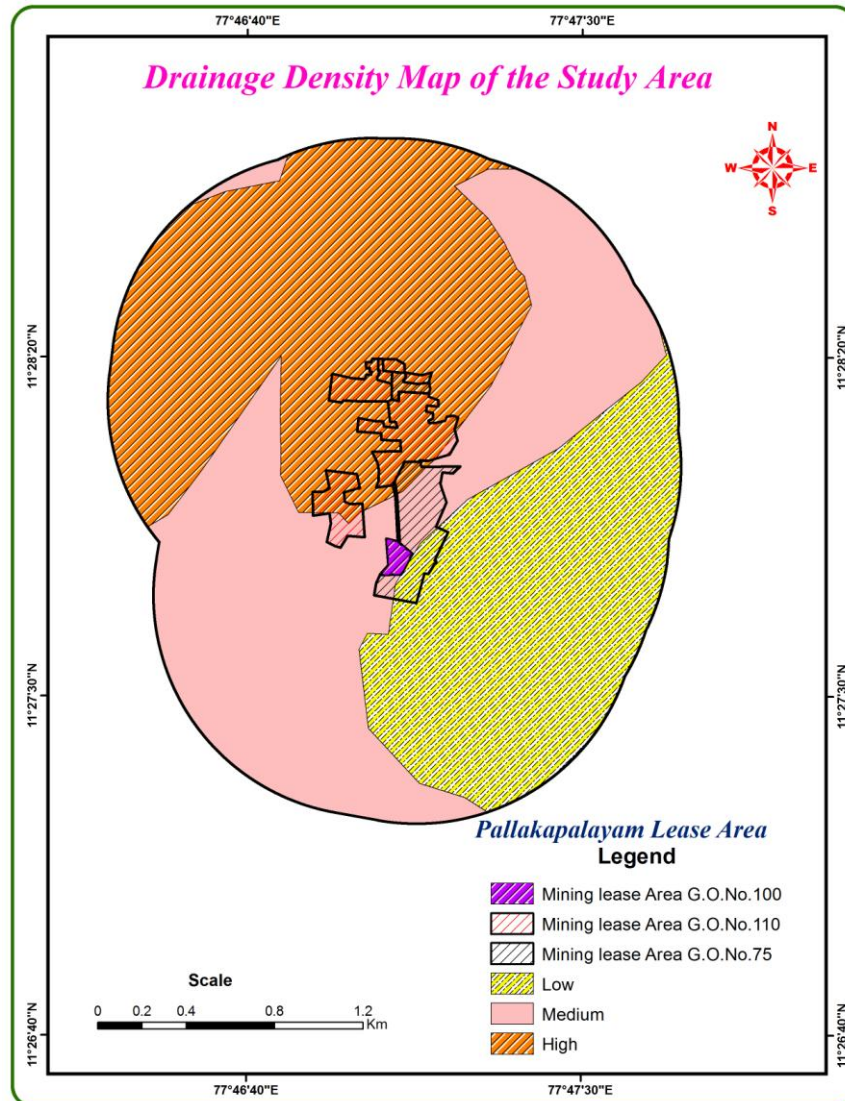 77°46'40"E
77°47'30"E
Drainage Density Map of the Study Area
N
W E
S
11°28'20"N
11°28'20"N
11°27'30"N
11°27'30"N
Pallakapalayam Lease Area
Legend
Mining lease Area G.O.No.100
Mining lease Area G.O.No.110
Mining lease Area G.O.No.75
Low
Medium
High
Scale
0 0.2 0.4 0.8 1.2
Km
11°26'40"N
11°26'40"N
77°46'40"E
77°47'30"E